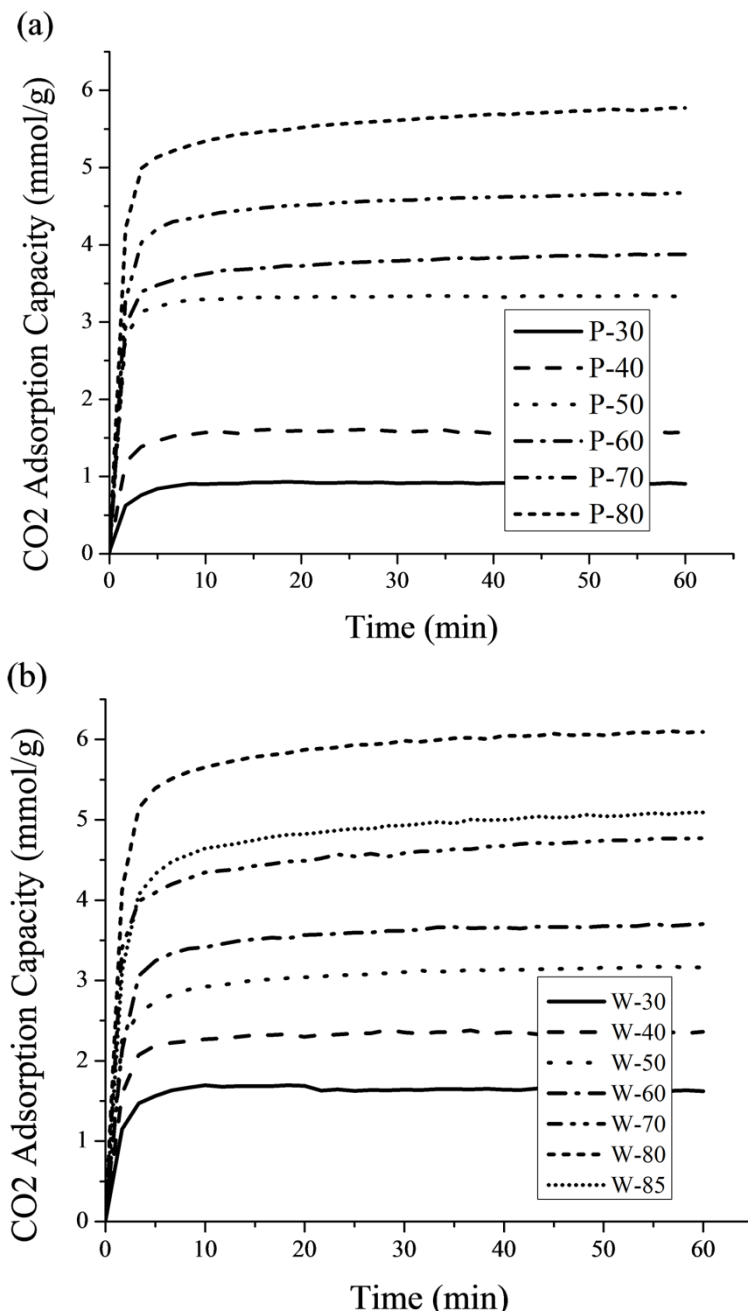 (a)
CO2 Adsorption Capacity (mmol/g)
6
5
4
3
2
1
0
P-30
P-40
P-50
P-60
P-70
P-80
0 10 20 30 40 50 60
Time (min)
(b)
CO2 Adsorption Capacity (mmol/g)
6
5
4
3
2
1
0
W-30
W-40
W-50
W-60
W-70
W-80
W-85
0 10 20 30 40 50 60
Time (min)